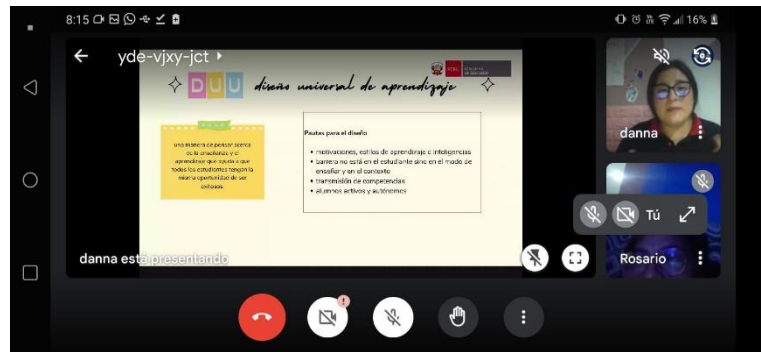 8:15
16%
yde-vjxy-jct
DUU diseño universal de aprendizaje
PERÚ
una manera de pensar acerca
de la enseñanza y el
aprendizaje que ayuda a que
todos los estudiantes tengan la
misma oportunidad de ser
exitosos
Pautas para el diseño
• motivaciones, estilos de aprendizaje e inteligencias
• barrera no está en el estudiante sino en el modo de
enseñar y en el contexto
• transmisión de competencias
• alumnos activos y autónomos
danna está presentando
danna
Tú
Rosario